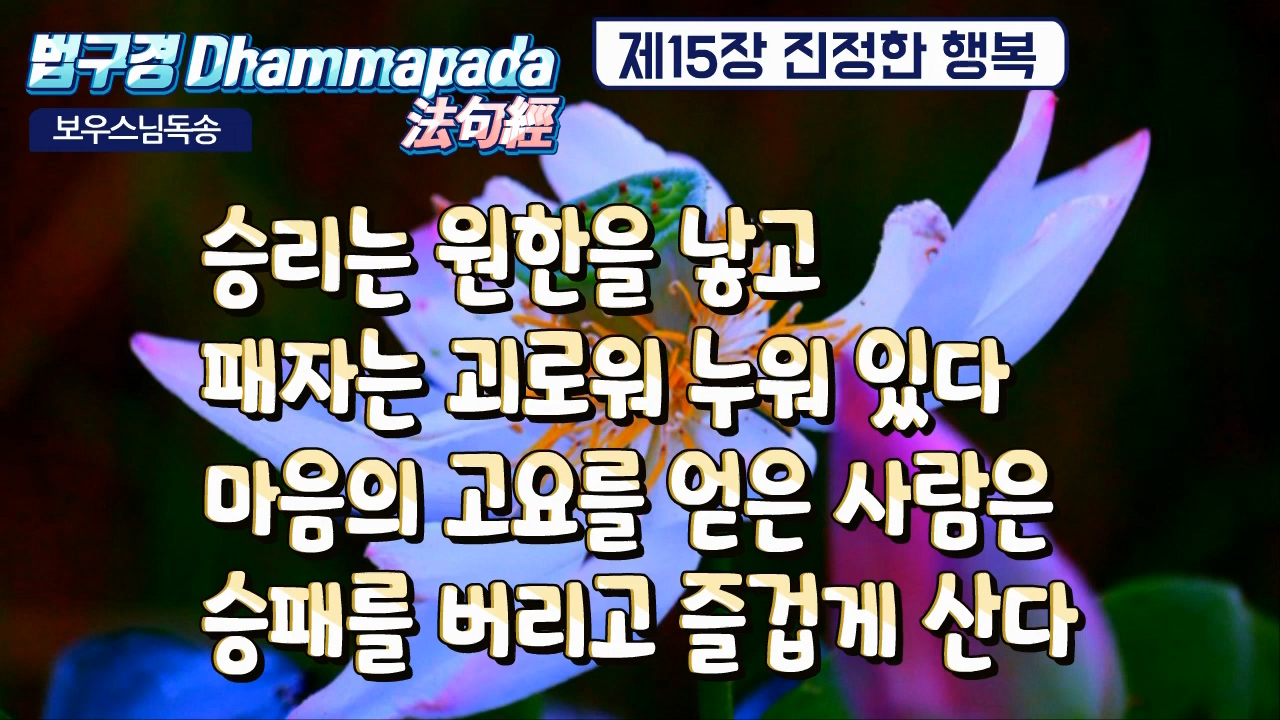 법구경 Dhammapada
法句經
보우스님독송
제15장 진정한 행복
승리는 원한을 낳고
패자는 괴로워 누워 있다
마음의 고요를 얻은 사람은
승패를 버리고 즐겁게 산다